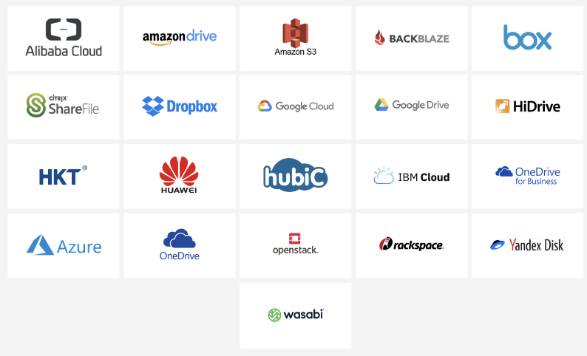 Alibaba Cloud
amazondrive
Amazon S3
BACKBLAZE
box
citrix
ShareFile
Dropbox
Google Cloud
Google Drive
HiDrive
HKT
HUAWEI
hubiC
IBM Cloud
OneDrive
for Business
Azure
OneDrive
openstack.
rackspace.
Yandex Disk
wasabi